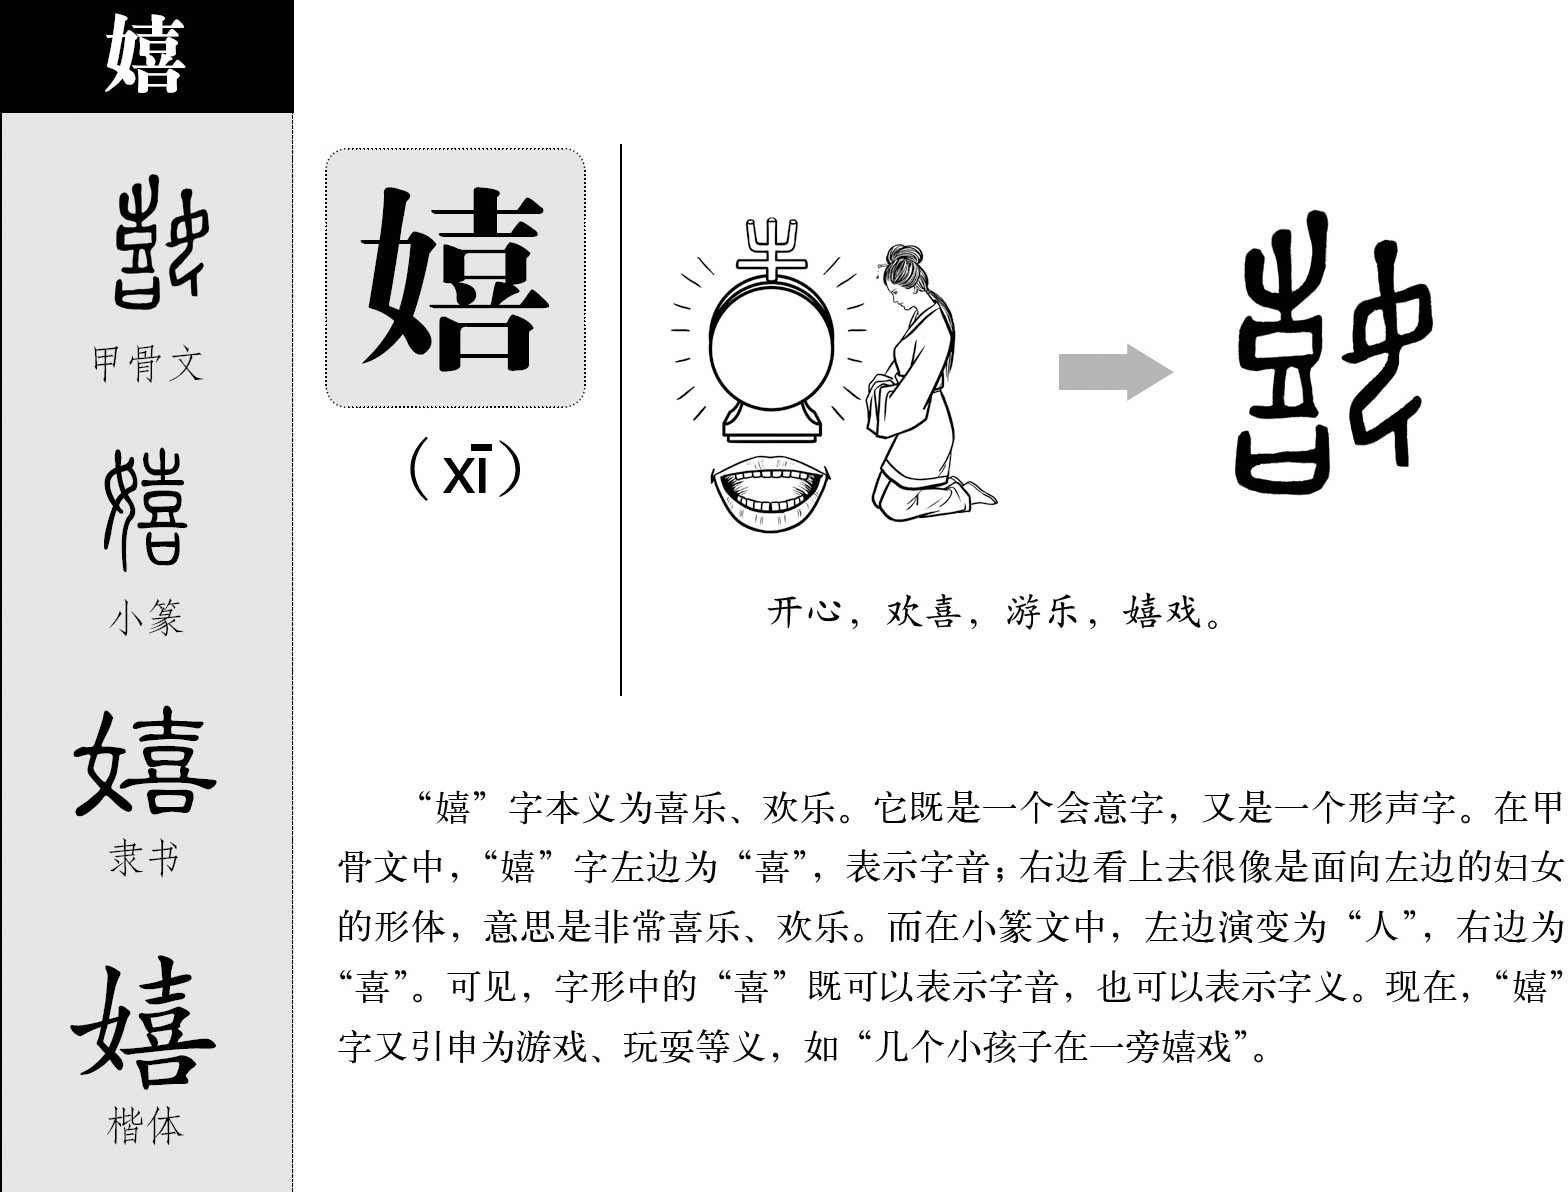 嬉
甲骨文
小篆
隶书
楷体
嬉
（xī）
开心，欢喜，游乐，嬉戏。
“嬉”字本义为喜乐、欢乐。它既是一个会意字，又是一个形声字。在甲
骨文中，“嬉”字左边为“喜”，表示字音；右边看上去很像是面向左边的妇女
的形体，意思是非常喜乐、欢乐。而在小篆文中，左边演变为“人”，右边为
“喜”。可见，字形中的“喜”既可以表示字音，也可以表示字义。现在，“嬉”
字又引申为游戏、玩耍等义，如“几个小孩子在一旁嬉戏”。